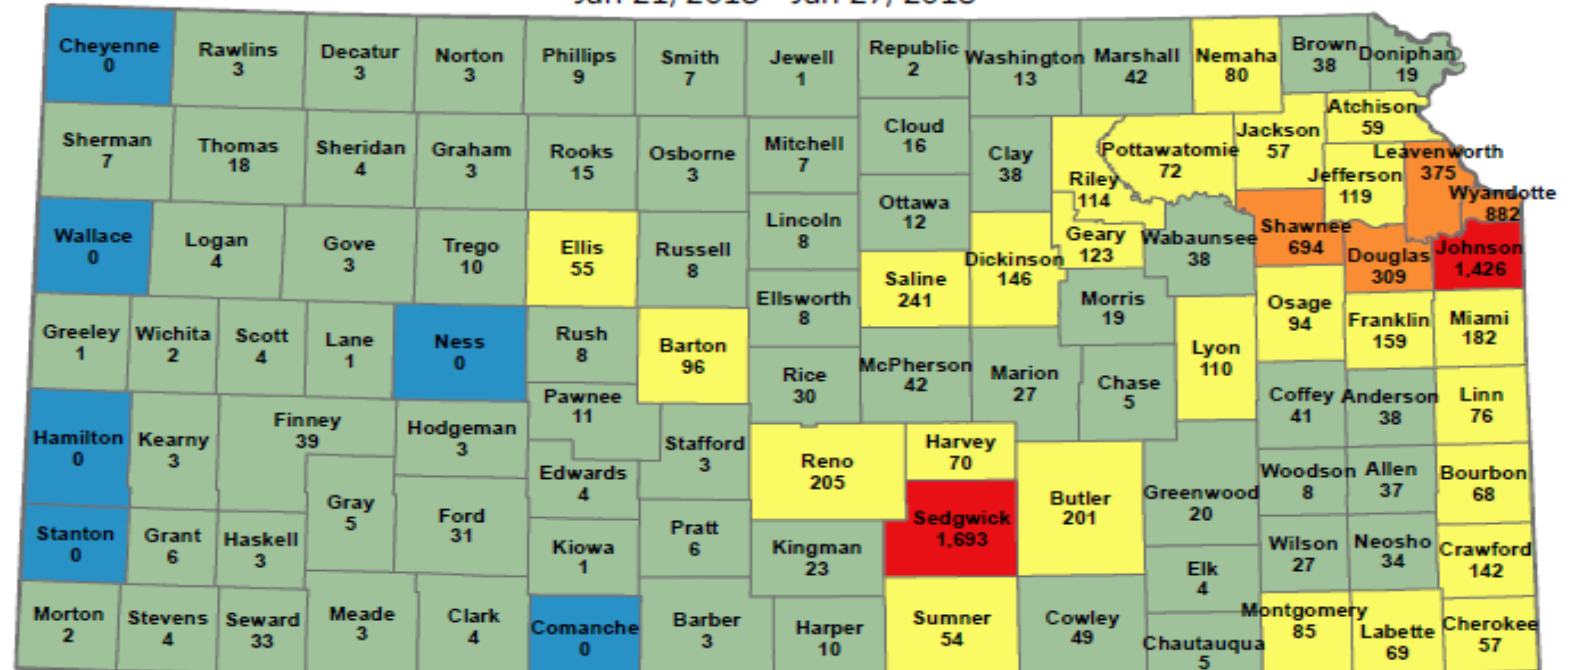 Jan 21, 2018 - Jan 27, 2018
Cheyenne
0
Rawlins
3
Decatur
3
Norton
3
Phillips
9
Smith
7
Jewell
1
Republic
2
Washington
13
Marshall
42
Nemaha
80
Brown
38
Doniphan
19
Sherman
7
Thomas
18
Sheridan
4
Graham
3
Rooks
15
Osborne
3
Mitchell
7
Cloud
16
Clay
38
Riley
114
Pottawatomie
72
Jackson
57
Atchison
59
Jefferson
119
Leavenworth
375
Wyandotte
882
Wallace
0
Logan
4
Gove
3
Trego
10
Ellis
55
Russell
8
Lincoln
8
Ottawa
12
Saline
241
Dickinson
146
Geary
123
Wabaunsee
38
Shawnee
694
Douglas
309
Johnson
1,426
Greeley
1
Wichita
2
Scott
4
Lane
1
Ness
0
Rush
8
Barton
96
Ellsworth
8
Rice
30
McPherson
42
Marion
27
Morris
19
Chase
5
Lyon
110
Osage
94
Franklin
159
Miami
182
Hamilton
0
Kearny
3
Finney
39
Hodgeman
3
Pawnee
11
Stafford
3
Edwards
4
Reno
205
Harvey
70
Coffey
41
Anderson
38
Linn
76
Gray
5
Ford
31
Sedgwick
1,693
Butler
201
Greenwood
20
Woodson
8
Allen
37
Bourbon
68
Stanton
0
Grant
6
Haskell
3
Kiowa
1
Pratt
6
Kingman
23
Elk
4
Wilson
27
Neosho
34
Crawford
142
Morton
2
Stevens
4
Seward
33
Meade
3
Clark
4
Comanche
0
Barber
3
Harper
10
Sumner
54
Cowley
49
Chautauqua
5
Montgomery
85
Labette
69
Cherokee
57